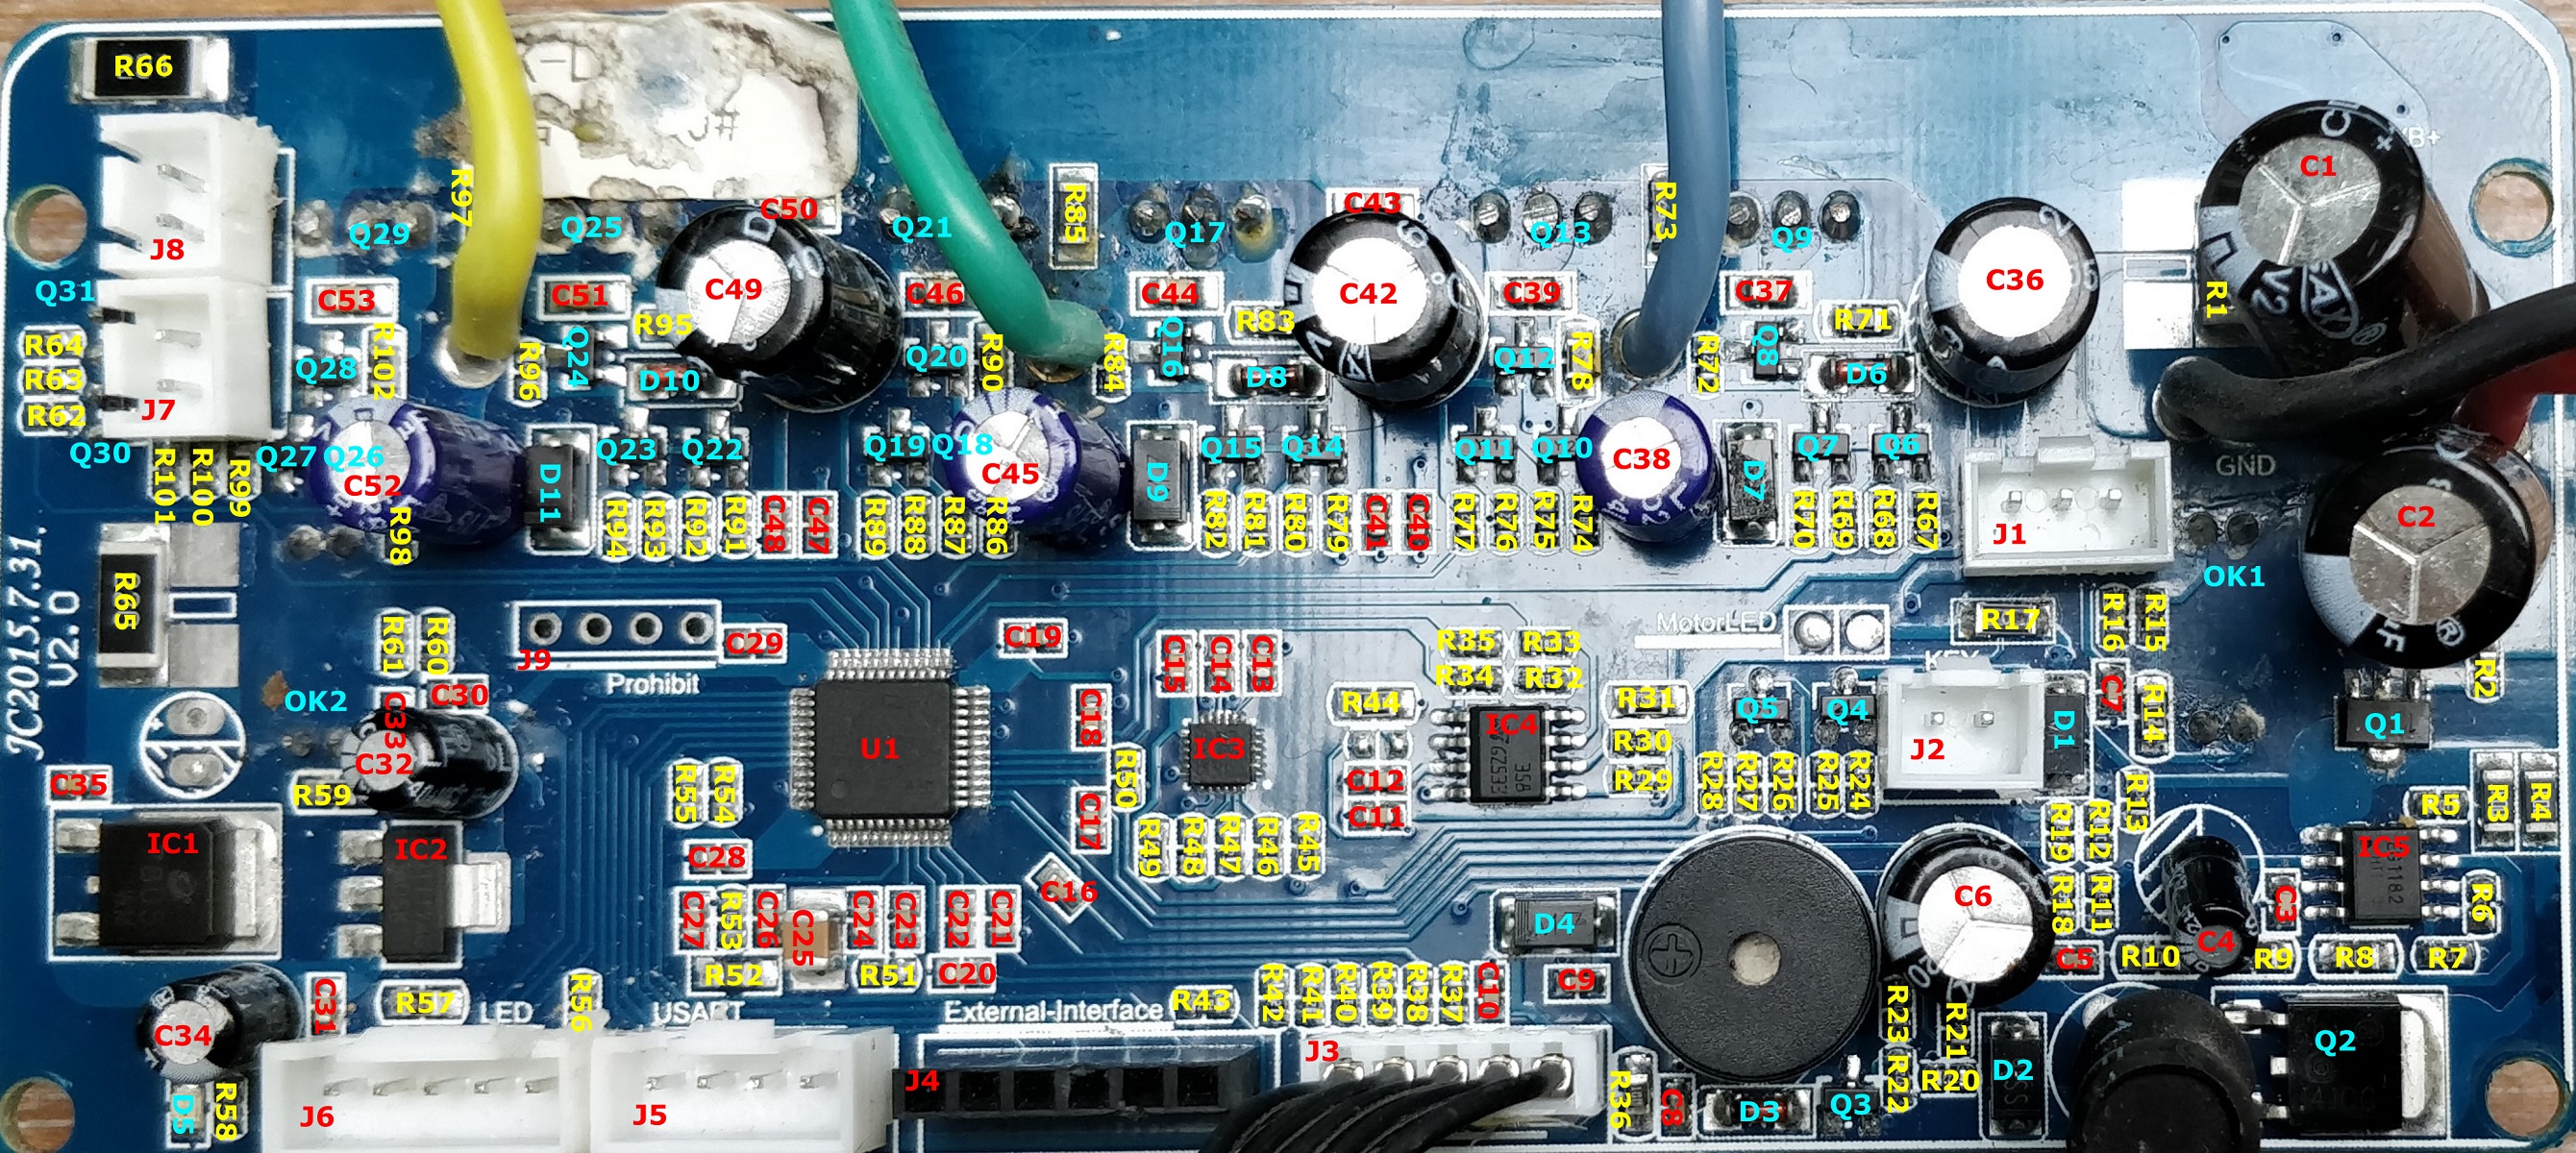 R66
C1
B+
J8
R97
Q29
Q25
C50
Q21
R85
Q17
C43
Q13
R73
Q9
C36
R1
Q31
C53
C51
C49
10
C46
C44
C42
C39
C37
R64
R63
R62
J7
Q28
R102
R96
Q24
R95
D10
Q20
R90
R84
Q16
R83
D8
Q12
R78
R72
Q8
R71
D6
Q30
R101
R100
R99
Q27
Q26
C52
R98
D11
Q23
Q22
Q19
Q18
C45
D9
Q15
Q14
Q11
Q10
C38
D7
Q7
Q6
GND
C2
R94
R93
R92
R91
C48
C47
R89
R88
R87
R86
R82
R81
R80
R79
C41
C40
R77
R76
R75
R74
R70
R69
R68
R67
J1
OK1
JC2015.7.31.
V2.0
R65
R61
R60
J9
Prohibit
C29
C19
C15
C14
C13
R35
R33
R34
R32
MotorLED
R17
R16
R15
KEY
R2
OK2
C33
C30
C32
C35
R59
U1
C18
R50
C17
IC3
R44
C12
C11
IC4
358
R31
R30
R29
Q5
Q4
J2
D1
C7
R14
Q1
R55
R54
R49
R48
R47
R46
R45
R28
R27
R26
R25
R24
R13
R5
R3
R4
IC1
IC2
C28
C16
R19
R12
R18
R11
IC5
C27
R53
C26
C25
C24
C23
C22
C21
D4
C6
C4
C3
R6
R52
R51
C20
C9
C5
R10
R9
R8
R7
C34
C31
R57
LED
R56
USART
External-Interface
R43
R42
R41
R40
R39
R38
R37
C10
R23
R21
J3
Q2
D5
R58
J6
J5
J4
R36
C8
D3
Q3
R22
R20
D2